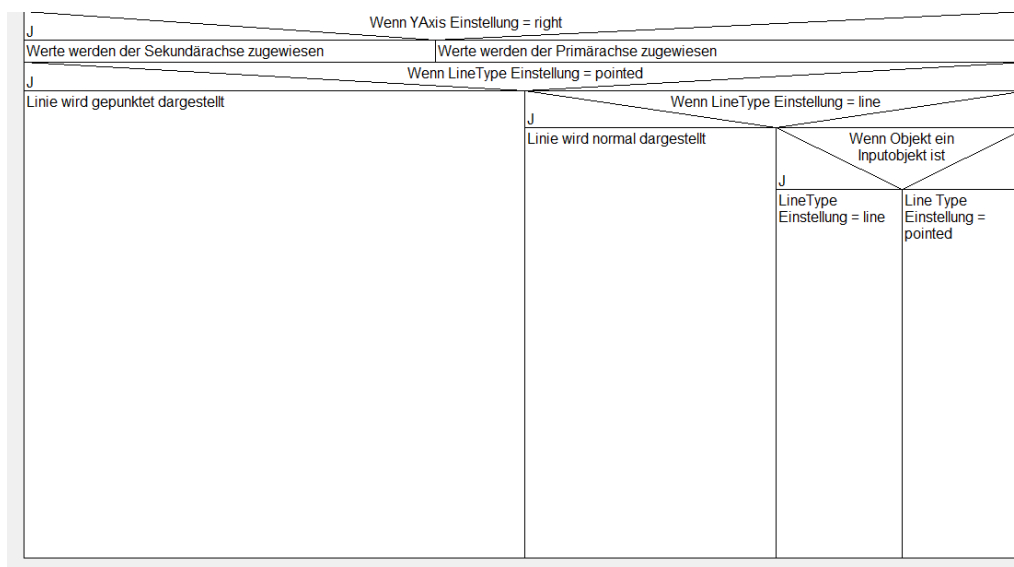 Wenn YAxis Einstellung = right
J
Werte werden der Sekundärachse zugewiesen
Werte werden der Primärachse zugewiesen
Wenn LineType Einstellung = pointed
J
Linie wird gepunktet dargestellt
Wenn LineType Einstellung = line
J
Linie wird normal dargestellt
Wenn Objekt ein
Inputobjekt ist
J
LineType
Einstellung = line
Line Type
Einstellung =
pointed